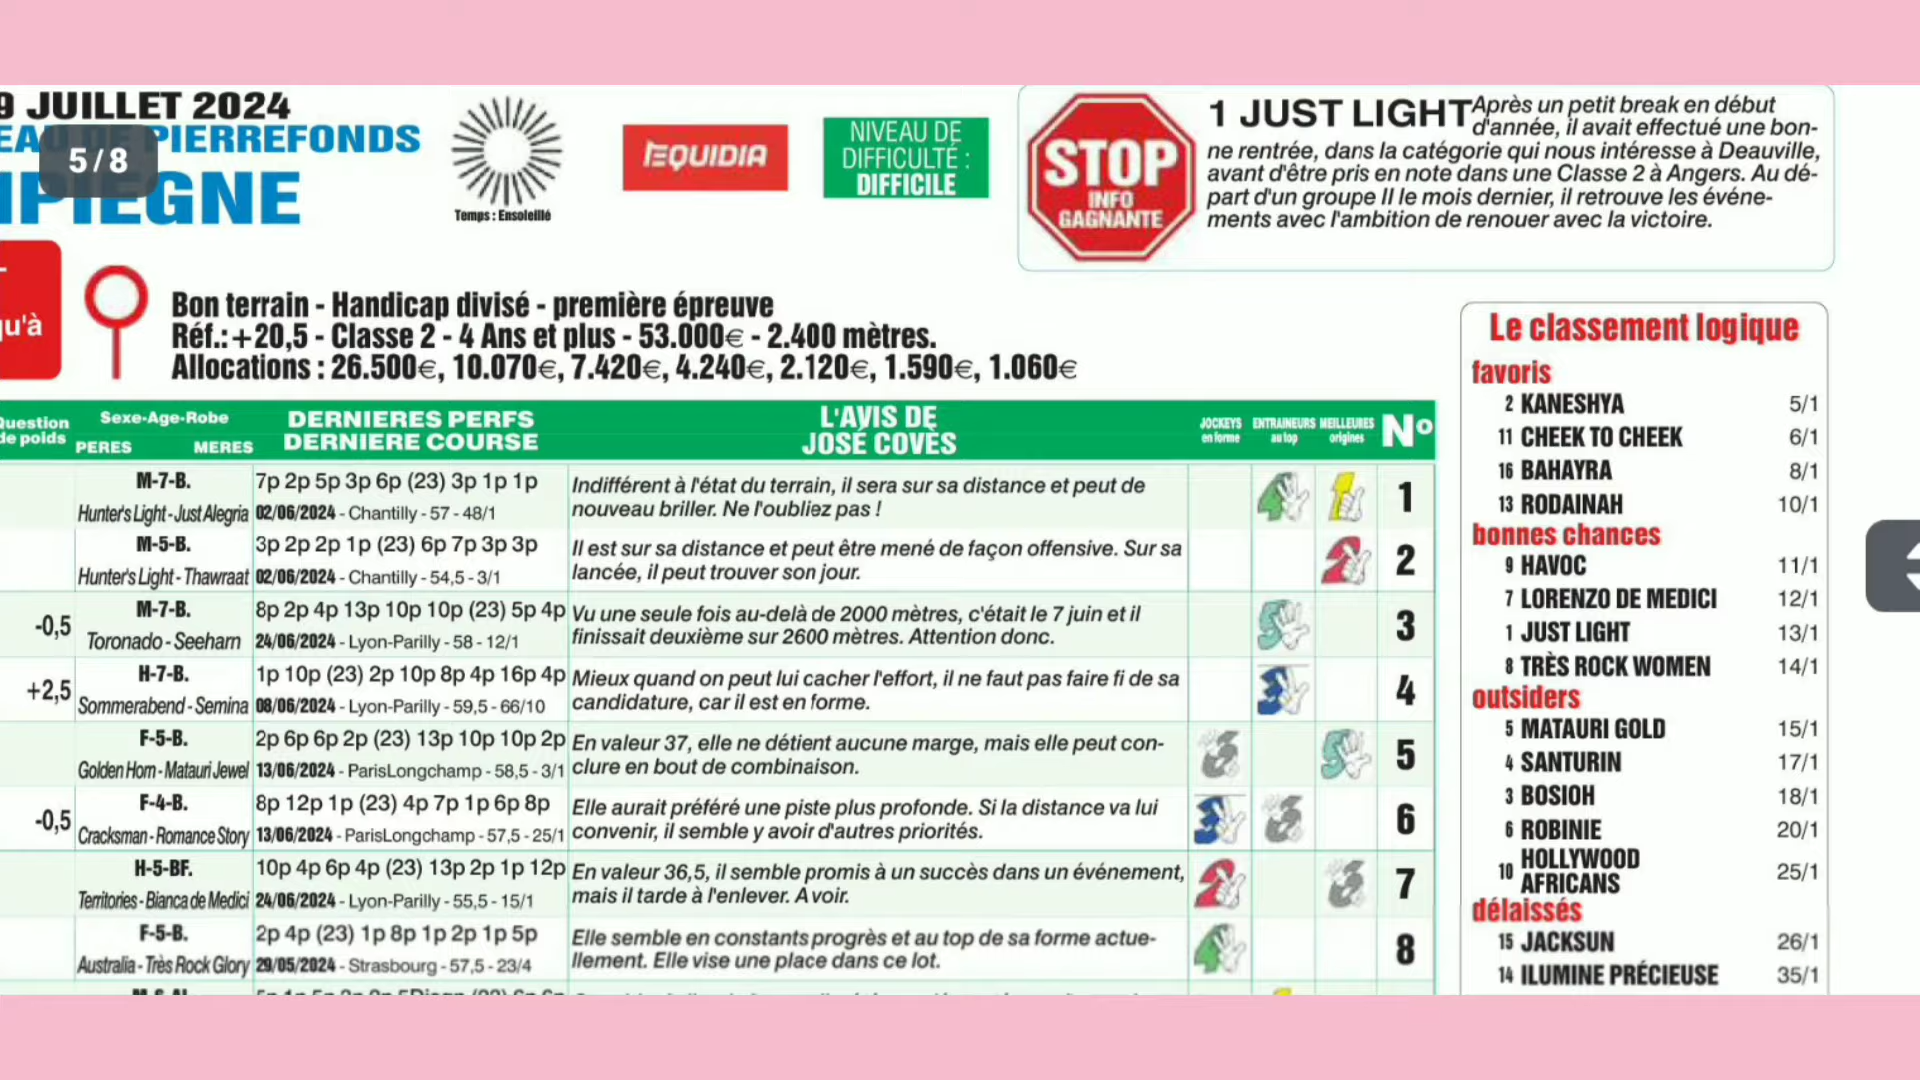 9 JUILLET 2024
EAU DE PIERREFONDS
5/8
IPIEGNE
Temps : Ensoleillé
EQUIDIA
NIVEAU DE
DIFFICULTÉ :
DIFFICILE
STOP
INFO
GAGNANTE
1 JUST LIGHT Après un petit break en début
d'année, il avait effectué une bon-
ne rentrée, dans la catégorie qui nous intéresse à Deauville,
avant d'être pris en note dans une Classe 2 à Angers. Au dé-
part d'un groupe II le mois dernier, il retrouve les événe-
ments avec l'ambition de renouer avec la victoire.
qu'à
Bon terrain - Handicap divisé - première épreuve
Réf.: +20,5 - Classe 2 - 4 Ans et plus - 53.000€ - 2.400 mètres.
Allocations : 26.500€, 10.070€, 7.420€, 4.240€, 2.120€, 1.590€, 1.060€
Question
de poids
Sexe-Age-Robe
PERES MERES
DERNIERES PERFS
DERNIERE COURSE
L'AVIS DE
JOSÉ COVÈS
JOCKEYS
en forme
ENTRAINEURS
au top
MEILLEURES
origines
N°
M-7-B. 7p 2p 5p 3p 6p (23) 3p 1p 1p Indifférent à l'état du terrain, il sera sur sa distance et peut de
Hunter's Light - Just Alegria 02/06/2024 - Chantilly - 57 - 48/1 nouveau briller. Ne l'oubliez pas ! 4 1 1
M-5-B. 3p 2p 2p 1p (23) 6p 7p 3p 3p Il est sur sa distance et peut être mené de façon offensive. Sur sa
Hunter's Light - Thawraat 02/06/2024 - Chantilly - 54,5 - 3/1 lancée, il peut trouver son jour. 2 2
-0,5 M-7-B. 8p 2p 4p 13p 10p 10p (23) 5p 4p Vu une seule fois au-delà de 2000 mètres, c'était le 7 juin et il
Toronado - Seeharn 24/06/2024 - Lyon-Parilly - 58 - 12/1 finissait deuxième sur 2600 mètres. Attention donc. 5 3
+2,5 H-7-B. 1p 10p (23) 2p 10p 8p 4p 16p 4p Mieux quand on peut lui cacher l'effort, il ne faut pas faire fi de sa
Sommerabend - Semina 08/06/2024 - Lyon-Parilly - 59,5 - 66/10 candidature, car il est en forme. 3 4
F-5-B. 2p 6p 6p 2p (23) 13p 10p 10p 2p En valeur 37, elle ne détient aucune marge, mais elle peut con-
Golden Horn - Matauri Jewel 13/06/2024 - ParisLongchamp - 58,5 - 3/1 clure en bout de combinaison. 6 5 5
-0,5 F-4-B. 8p 12p 1p (23) 4p 7p 1p 6p 8p Elle aurait préféré une piste plus profonde. Si la distance va lui
Cracksman - Romance Story 13/06/2024 - ParisLongchamp - 57,5 - 25/1 convenir, il semble y avoir d'autres priorités. 3 6 6
H-5-BF. 10p 4p 6p 4p (23) 13p 2p 1p 12p En valeur 36,5, il semble promis à un succès dans un événement,
Territories - Bianca de Medici 24/06/2024 - Lyon-Parilly - 55,5 - 15/1 mais il tarde à l'enlever. A voir. 2 6 7
F-5-B. 2p 4p (23) 1p 8p 1p 2p 1p 5p Elle semble en constants progrès et au top de sa forme actue-
Australia - Très Rock Glory 29/05/2024 - Strasbourg - 57,5 - 23/4 llement. Elle vise une place dans ce lot. 4 8
Le classement logique
favoris
2 KANESHYA 5/1
11 CHEEK TO CHEEK 6/1
16 BAHAYRA 8/1
13 RODAINAH 10/1
bonnes chances
9 HAVOC 11/1
7 LORENZO DE MEDICI 12/1
1 JUST LIGHT 13/1
8 TRÈS ROCK WOMEN 14/1
outsiders
5 MATAURI GOLD 15/1
4 SANTURIN 17/1
3 BOSIOH 18/1
6 ROBINIE 20/1
10 HOLLYWOOD
AFRICANS 25/1
délaissés
15 JACKSUN 26/1
14 ILUMINE PRÉCIEUSE 35/1